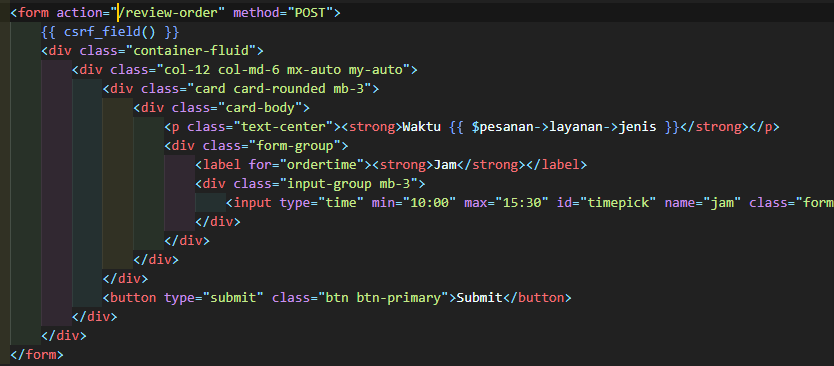 <form action="/review-order" method="POST">
{{ csrf_field() }}
<div class="container-fluid">
<div class="col-12 col-md-6 mx-auto my-auto">
<div class="card card-rounded mb-3">
<div class="card-body">
<p class="text-center"><strong>Waktu {{ $pesanan->layanan->jenis }}</strong></p>
<div class="form-group">
<label for="ordertime"><strong>Jam</strong></label>
<div class="input-group mb-3">
<input type="time" min="10:00" max="15:30" id="timepick" name="jam" class="form
</div>
</div>
</div>
</div>
<button type="submit" class="btn btn-primary">Submit</button>
</div>
</div>
</form>